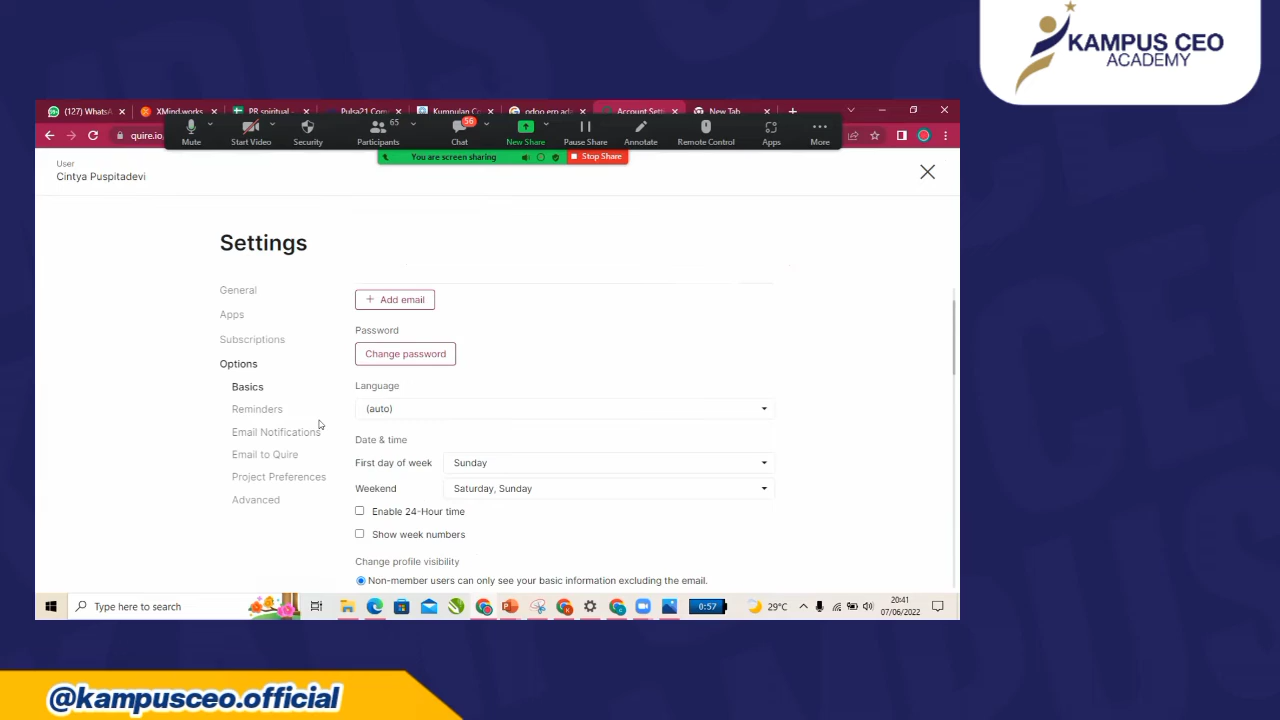 KAMPUS CEO
ACADEMY
(127) WhatsA
XMind.works
PR spiritual -
Pulsa21 Com
Kumpulan Co
odoo erp ad
Account Sett
New Tab
quire.io
65
56
Mute
Start Video
Security
Participants
Chat
New Share
Pause Share
Annotate
Remote Control
Apps
More
You are screen sharing
Stop Share
User
Cintya Puspitadevi
Settings
General
Apps
Subscriptions
Options
Basics
Reminders
Email Notifications
Email to Quire
Project Preferences
Advanced
+ Add email
Password
Change password
Language
(auto)
Date & time
First day of week Sunday
Weekend Saturday, Sunday
Enable 24-Hour time
Show week numbers
Change profile visibility
Non-member users can only see your basic information excluding the email.
Type here to search
0:57
29°C
20:41
07/06/2022
@kampusceo.official